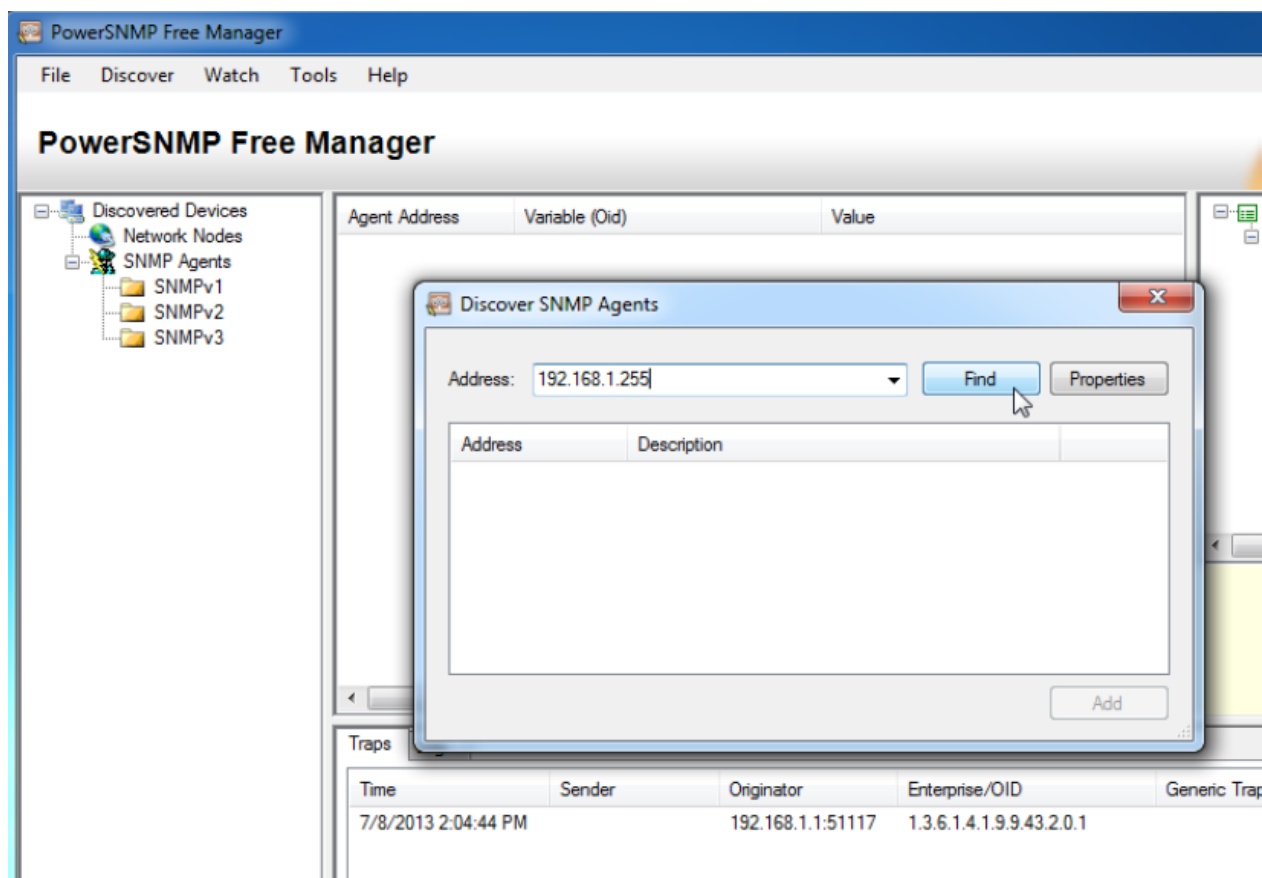 PowerSNMP Free Manager
File Discover Watch Tools Help
PowerSNMP Free Manager
Discovered Devices
Network Nodes
SNMP Agents
SNMPv1
SNMPv2
SNMPv3
Agent Address Variable (Oid) Value
Discover SNMP Agents
Address: 192.168.1.255 Find Properties
Address Description
Add
Traps
Time Sender Originator Enterprise/OID Generic Trap
7/8/2013 2:04:44 PM 192.168.1.1:51117 1.3.6.1.4.1.9.9.43.2.0.1